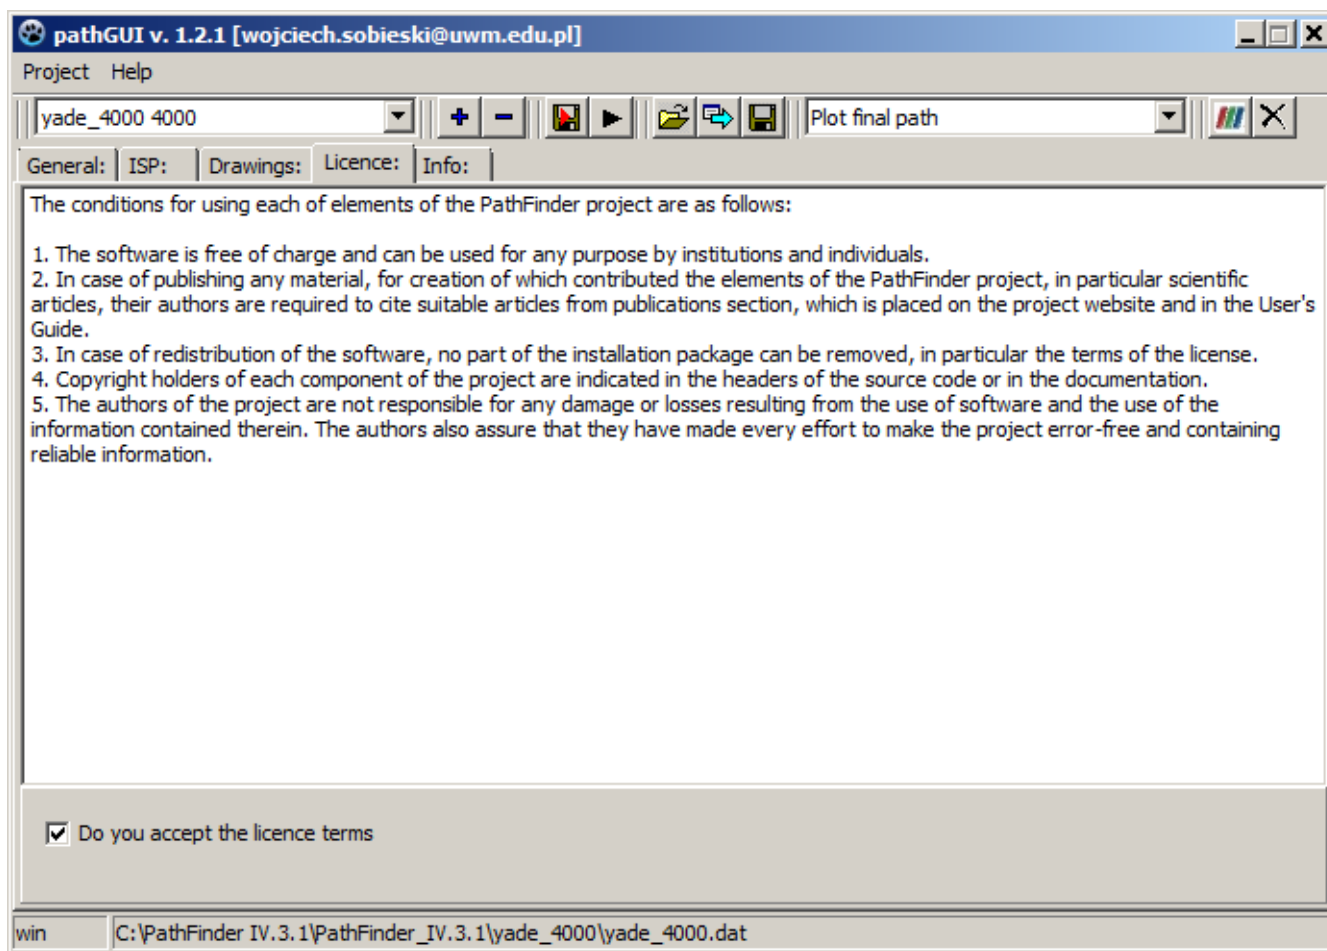 pathGUI v. 1.2.1 [wojciech.sobieski@uwm.edu.pl]
Project Help
yade_4000 4000 Plot final path
General: ISP: Drawings: Licence: Info:
The conditions for using each of elements of the PathFinder project are as follows:
1. The software is free of charge and can be used for any purpose by institutions and individuals.
2. In case of publishing any material, for creation of which contributed the elements of the PathFinder project, in particular scientific
articles, their authors are required to cite suitable articles from publications section, which is placed on the project website and in the User's
Guide.
3. In case of redistribution of the software, no part of the installation package can be removed, in particular the terms of the license.
4. Copyright holders of each component of the project are indicated in the headers of the source code or in the documentation.
5. The authors of the project are not responsible for any damage or losses resulting from the use of software and the use of the
information contained therein. The authors also assure that they have made every effort to make the project error-free and containing
reliable information.
Do you accept the licence terms
win C:\PathFinder IV.3.1\PathFinder_IV.3.1\yade_4000\yade_4000.dat